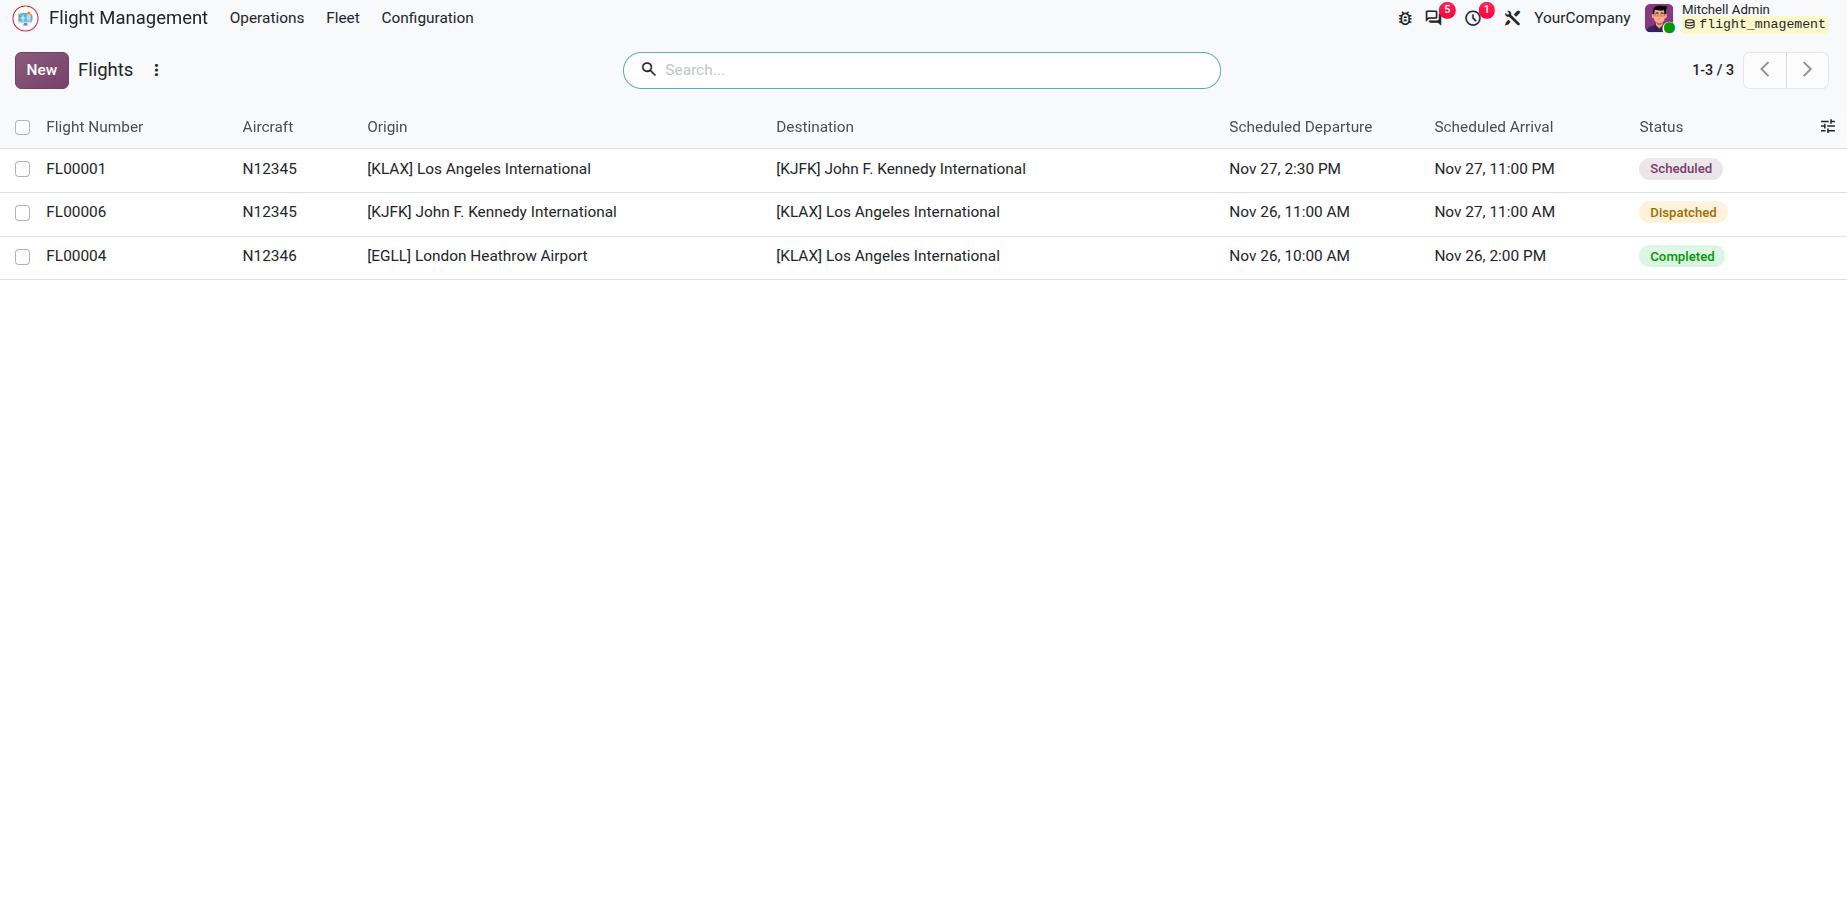 Flight Management Operations Fleet Configuration 5 1 YourCompany Mitchell Admin
flight_mnagement
New Flights Search... 1-3 / 3
Flight Number Aircraft Origin Destination Scheduled Departure Scheduled Arrival Status
FL00001 N12345 [KLAX] Los Angeles International [KJFK] John F. Kennedy International Nov 27, 2:30 PM Nov 27, 11:00 PM Scheduled
FL00006 N12345 [KJFK] John F. Kennedy International [KLAX] Los Angeles International Nov 26, 11:00 AM Nov 27, 11:00 AM Dispatched
FL00004 N12346 [EGLL] London Heathrow Airport [KLAX] Los Angeles International Nov 26, 10:00 AM Nov 26, 2:00 PM Completed